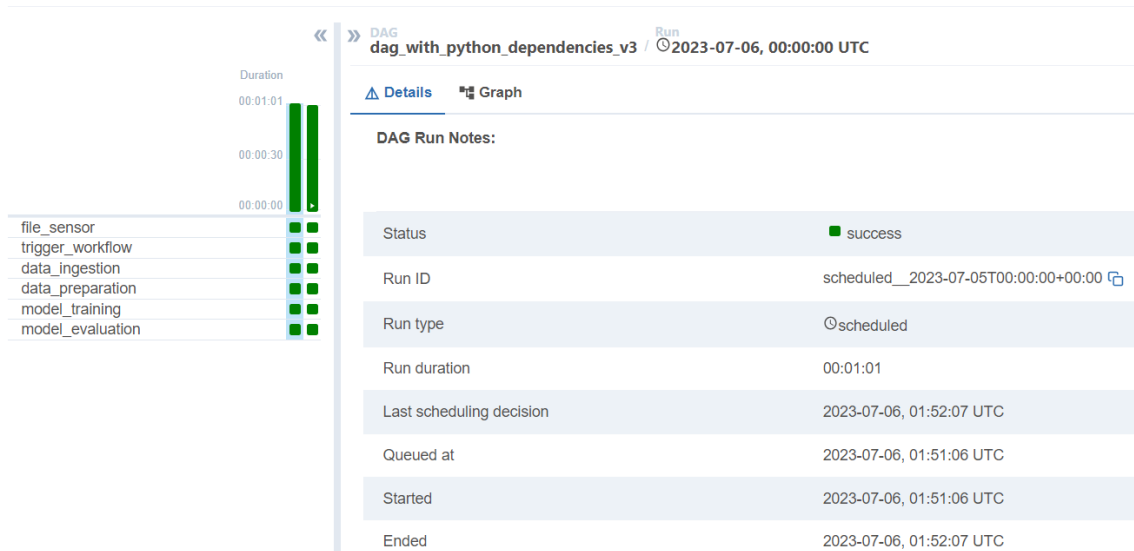 Duration
00:01:01
00:00:30
00:00:00
file_sensor
trigger_workflow
data_ingestion
data_preparation
model_training
model_evaluation
DAG Run
dag_with_python_dependencies_v3 / 2023-07-06, 00:00:00 UTC
Details Graph
DAG Run Notes:
Status success
Run ID scheduled__2023-07-05T00:00:00+00:00
Run type scheduled
Run duration 00:01:01
Last scheduling decision 2023-07-06, 01:52:07 UTC
Queued at 2023-07-06, 01:51:06 UTC
Started 2023-07-06, 01:51:06 UTC
Ended 2023-07-06, 01:52:07 UTC